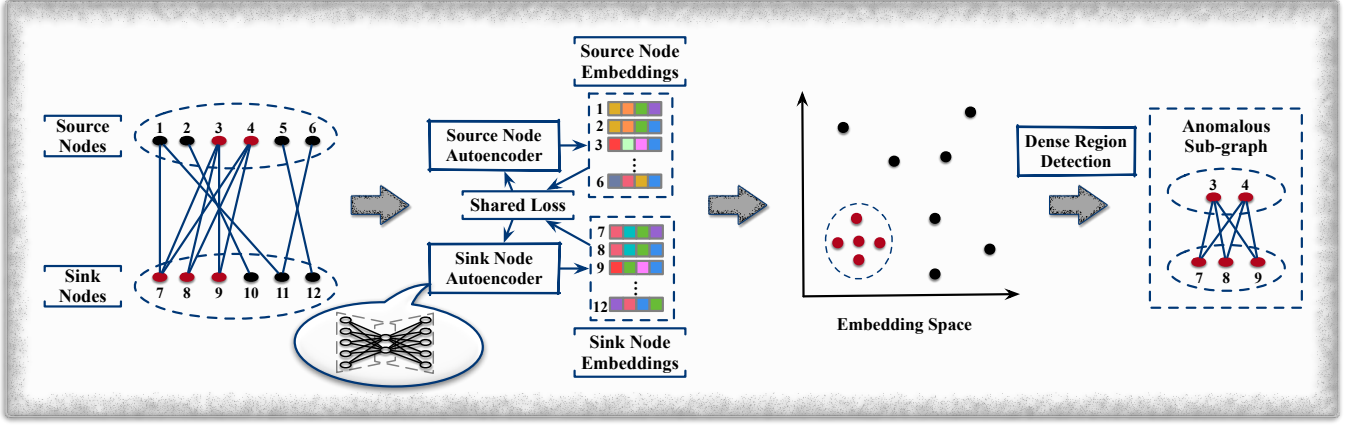 Source
Nodes
1 2 3 4 5 6
Sink
Nodes
7 8 9 10 11 12
Source Node
Autoencoder
Shared Loss
Sink Node
Autoencoder
Source Node
Embeddings
1
2
3
6
7
8
9
12
Sink Node
Embeddings
Embedding Space
Dense Region
Detection
Anomalous
Sub-graph
3 4
7 8 9